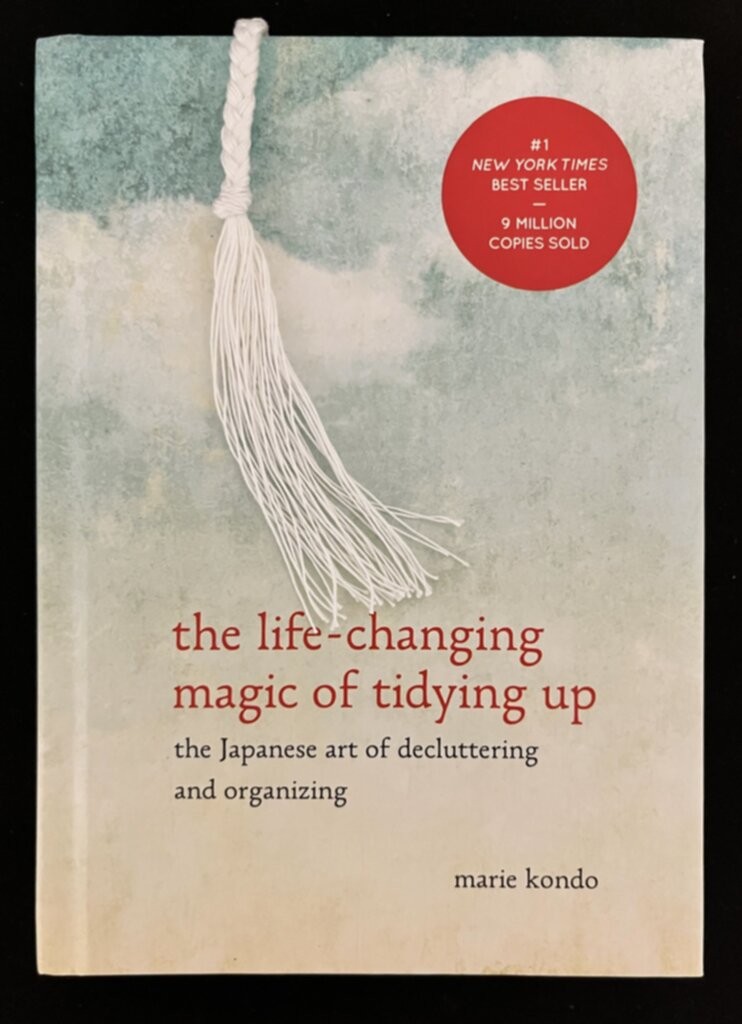 #1
NEW YORK TIMES
BEST SELLER
—
9 MILLION
COPIES SOLD
the life-changing
magic of tidying up
the Japanese art of decluttering
and organizing
marie kondo